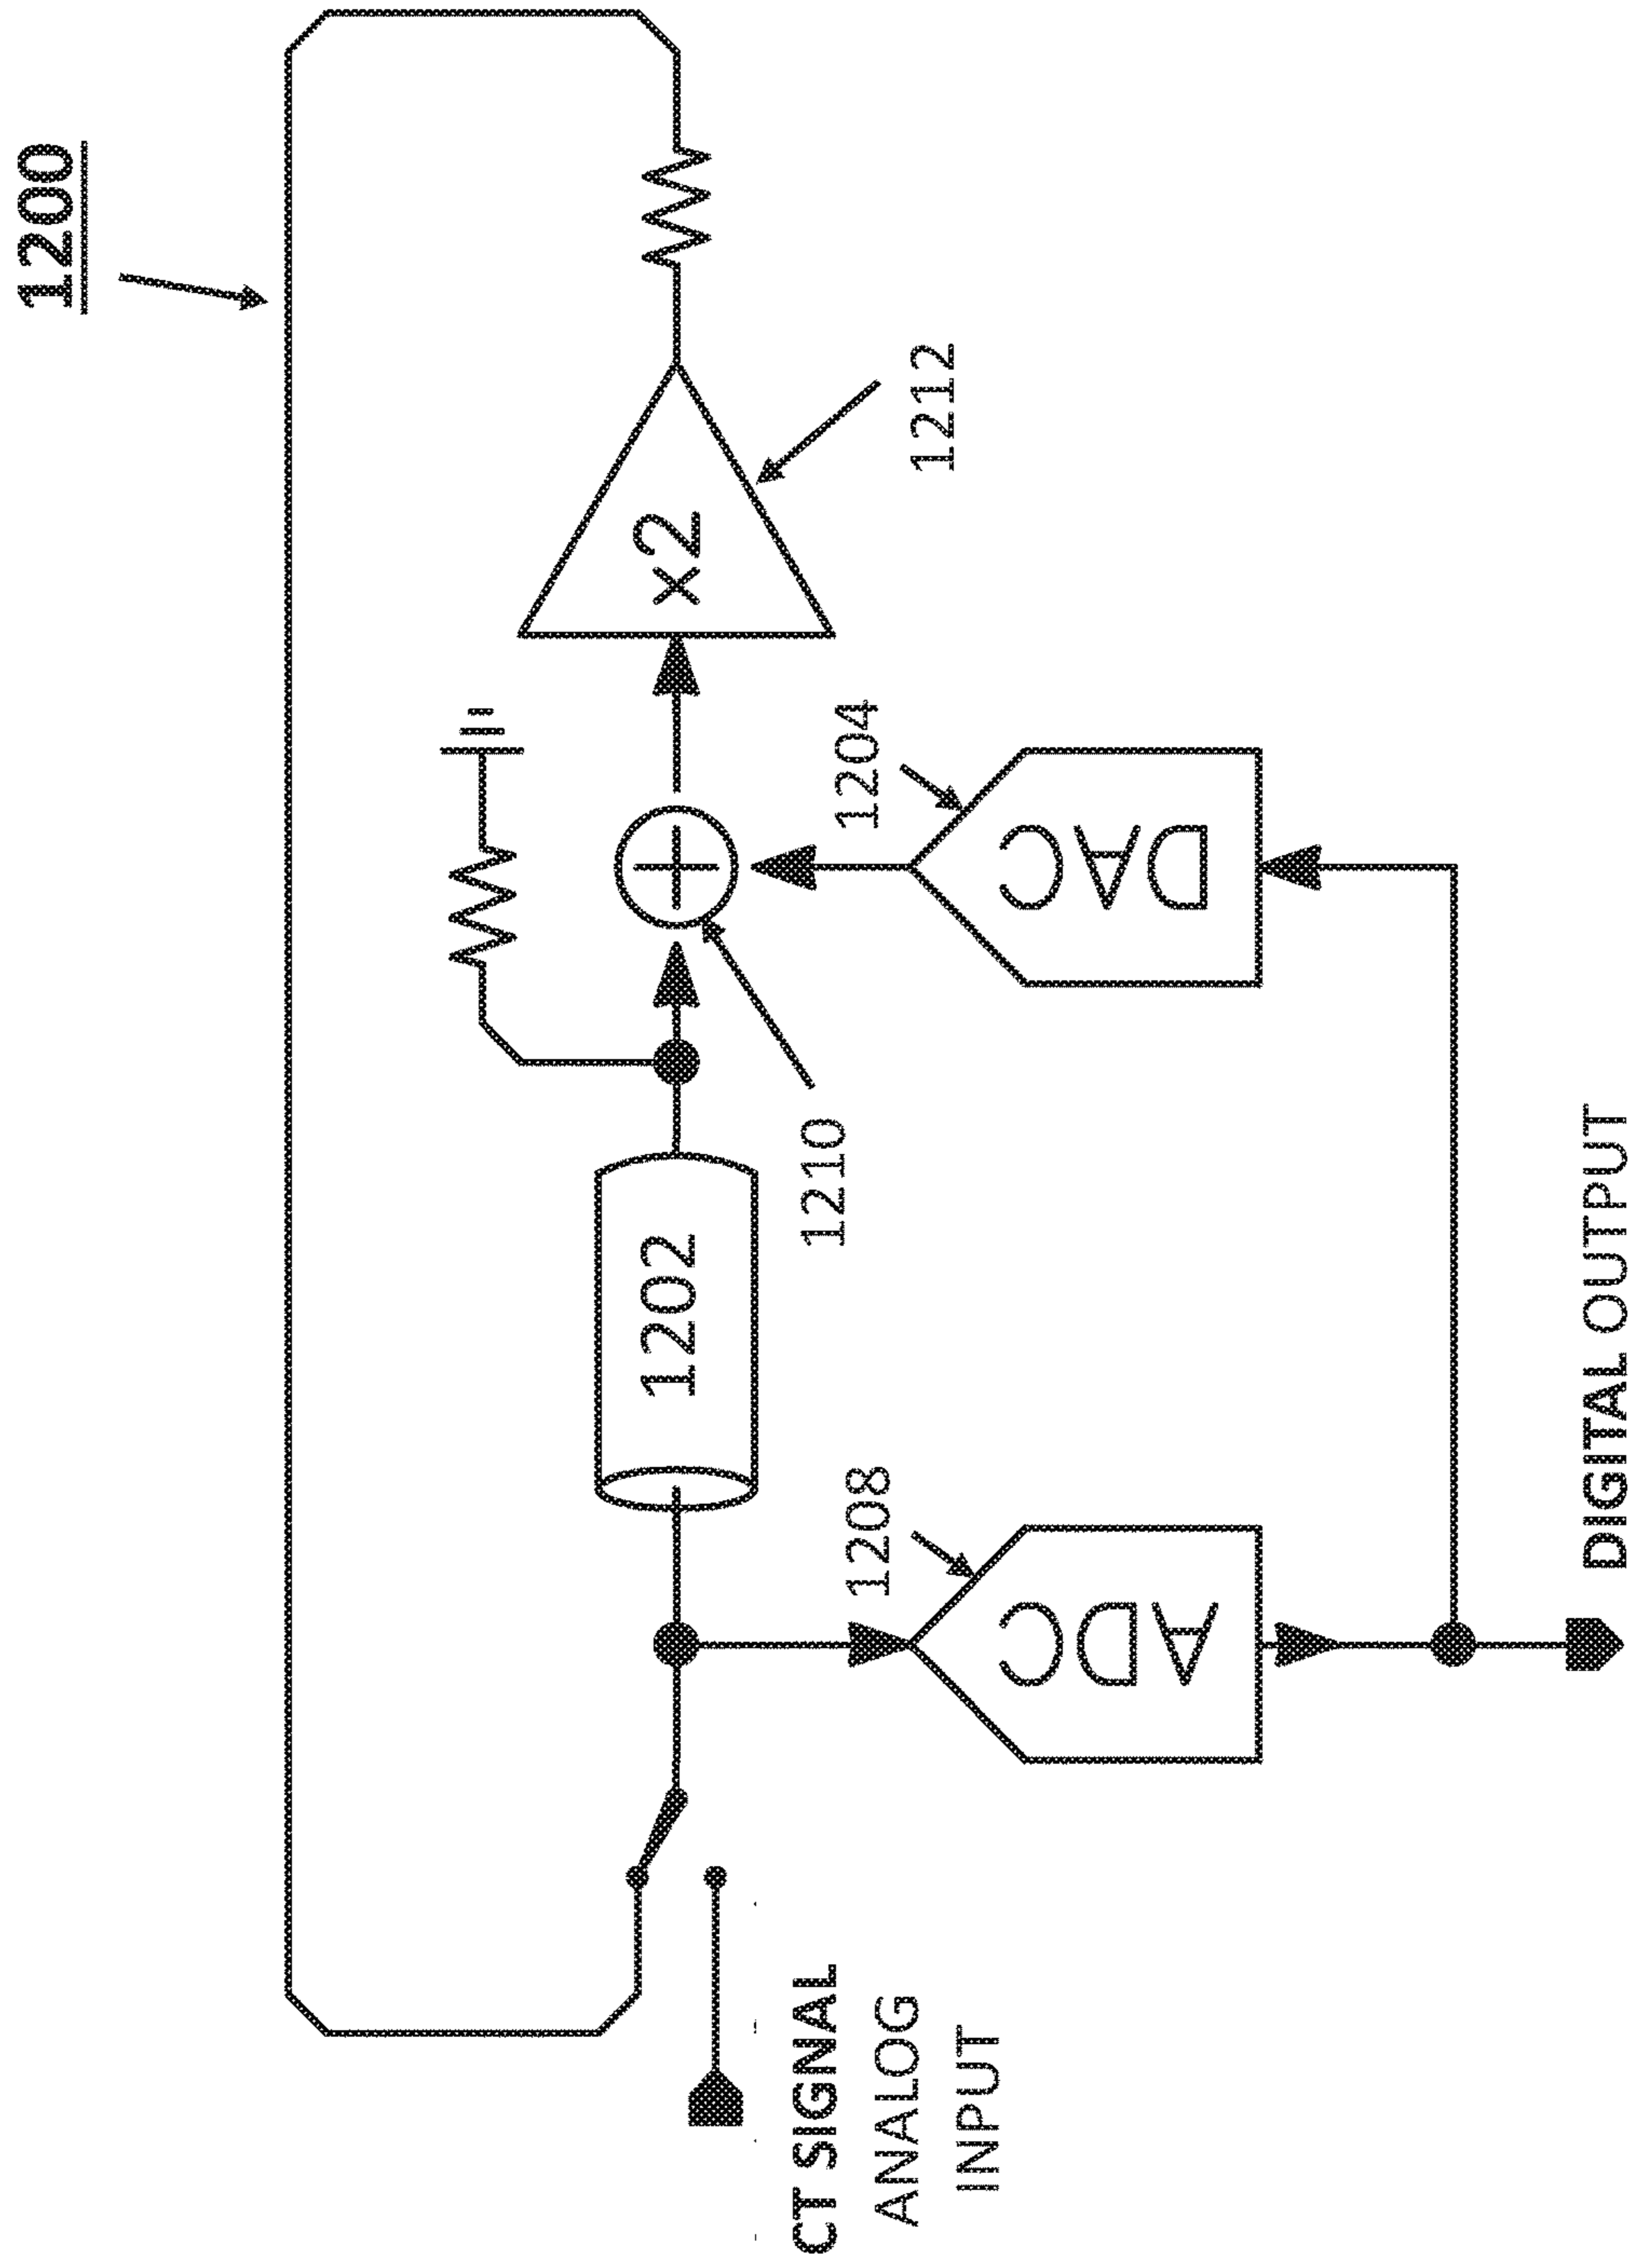 1200
x2
1212
1204
DAC
1210
1202
1208
ADC
CT SIGNAL
ANALOG
INPUT
DIGITAL OUTPUT